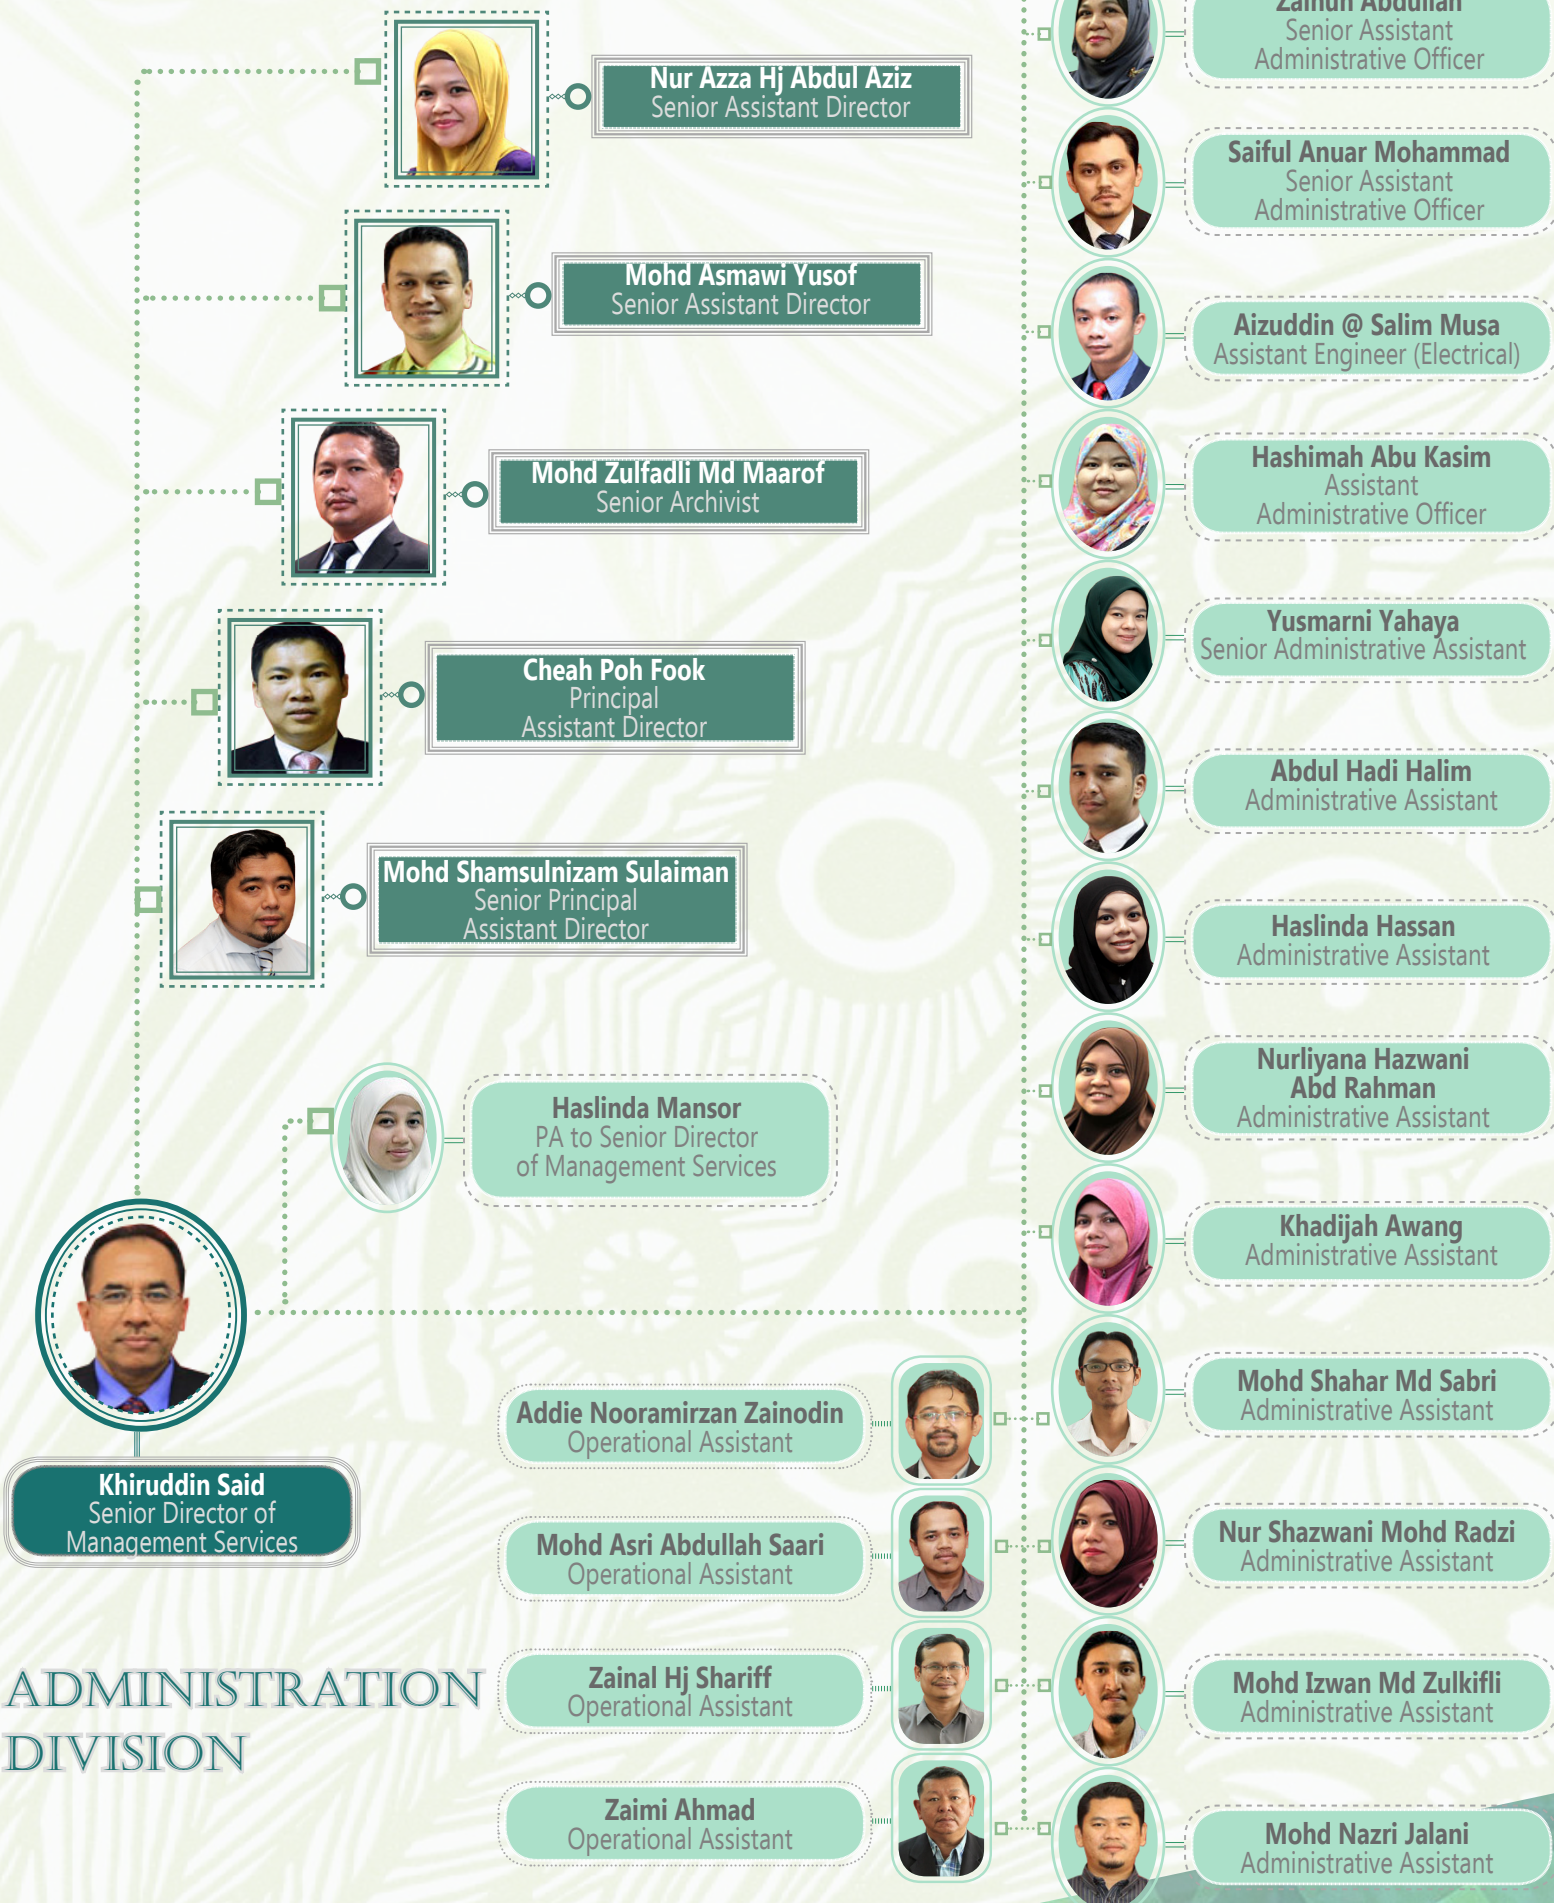 Nur Azza Hj Abdul Aziz
Senior Assistant Director
Mohd Asmawi Yusof
Senior Assistant Director
Mohd Zulfadli Md Maarof
Senior Archivist
Cheah Poh Fook
Principal
Assistant Director
Mohd Shamsulnizam Sulaiman
Senior Principal
Assistant Director
Haslinda Mansor
PA to Senior Director
of Management Services
Khiruddin Said
Senior Director of
Management Services
ADMINISTRATION
DIVISION
Addie Nooramirzan Zainodin
Operational Assistant
Mohd Asri Abdullah Saari
Operational Assistant
Zainal Hj Shariff
Operational Assistant
Zaimi Ahmad
Operational Assistant
Abdullah
Senior Assistant
Administrative Officer
Saiful Anuar Mohammad
Senior Assistant
Administrative Officer
Aizuddin @ Salim Musa
Assistant Engineer (Electrical)
Hashimah Abu Kasim
Assistant
Administrative Officer
Yusmarni Yahaya
Senior Administrative Assistant
Abdul Hadi Halim
Administrative Assistant
Haslinda Hassan
Administrative Assistant
Nurliyana Hazwani
Abd Rahman
Administrative Assistant
Khadijah Awang
Administrative Assistant
Mohd Shahar Md Sabri
Administrative Assistant
Nur Shazwani Mohd Radzi
Administrative Assistant
Mohd Izwan Md Zulkifli
Administrative Assistant
Mohd Nazri Jalani
Administrative Assistant